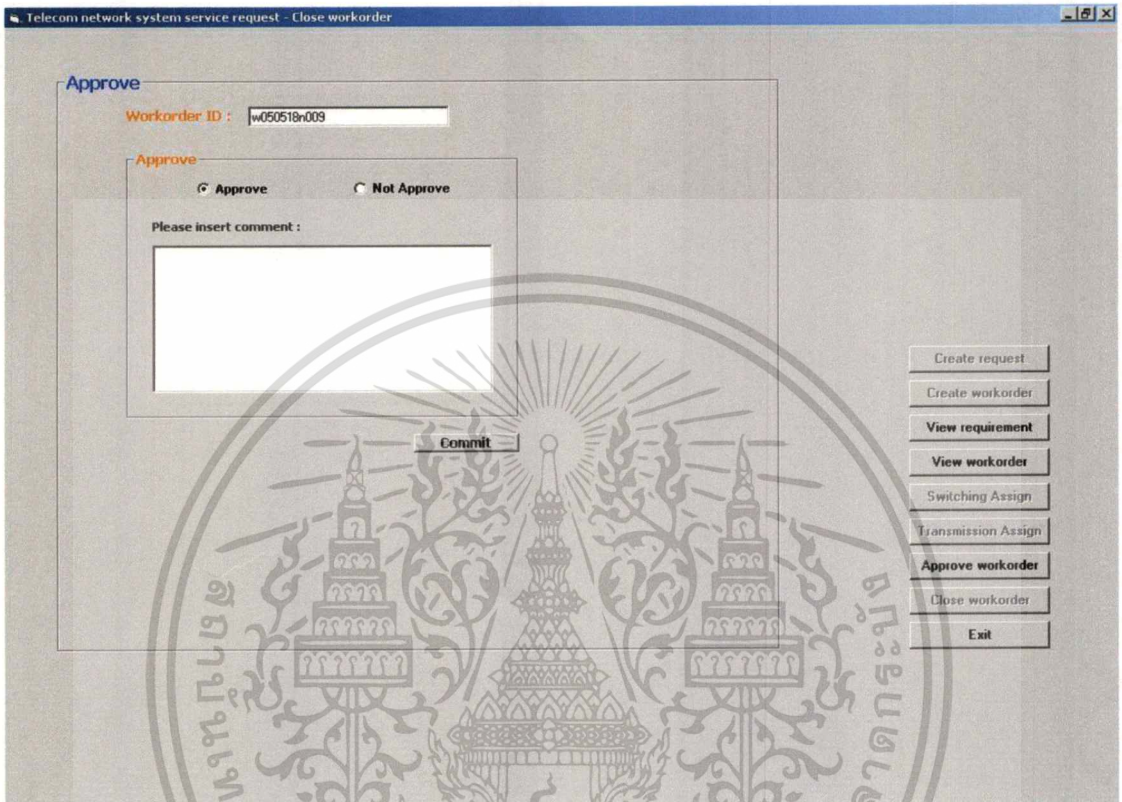 Telecom network system service request - Close workorder
Approve
Workorder ID :
w050518n009
Approve
Approve
Not Approve
Please insert comment :
Commit
Create request
Create workorder
View requirement
View workorder
Switching Assign
Transmission Assign
Approve workorder
Close workorder
Exit